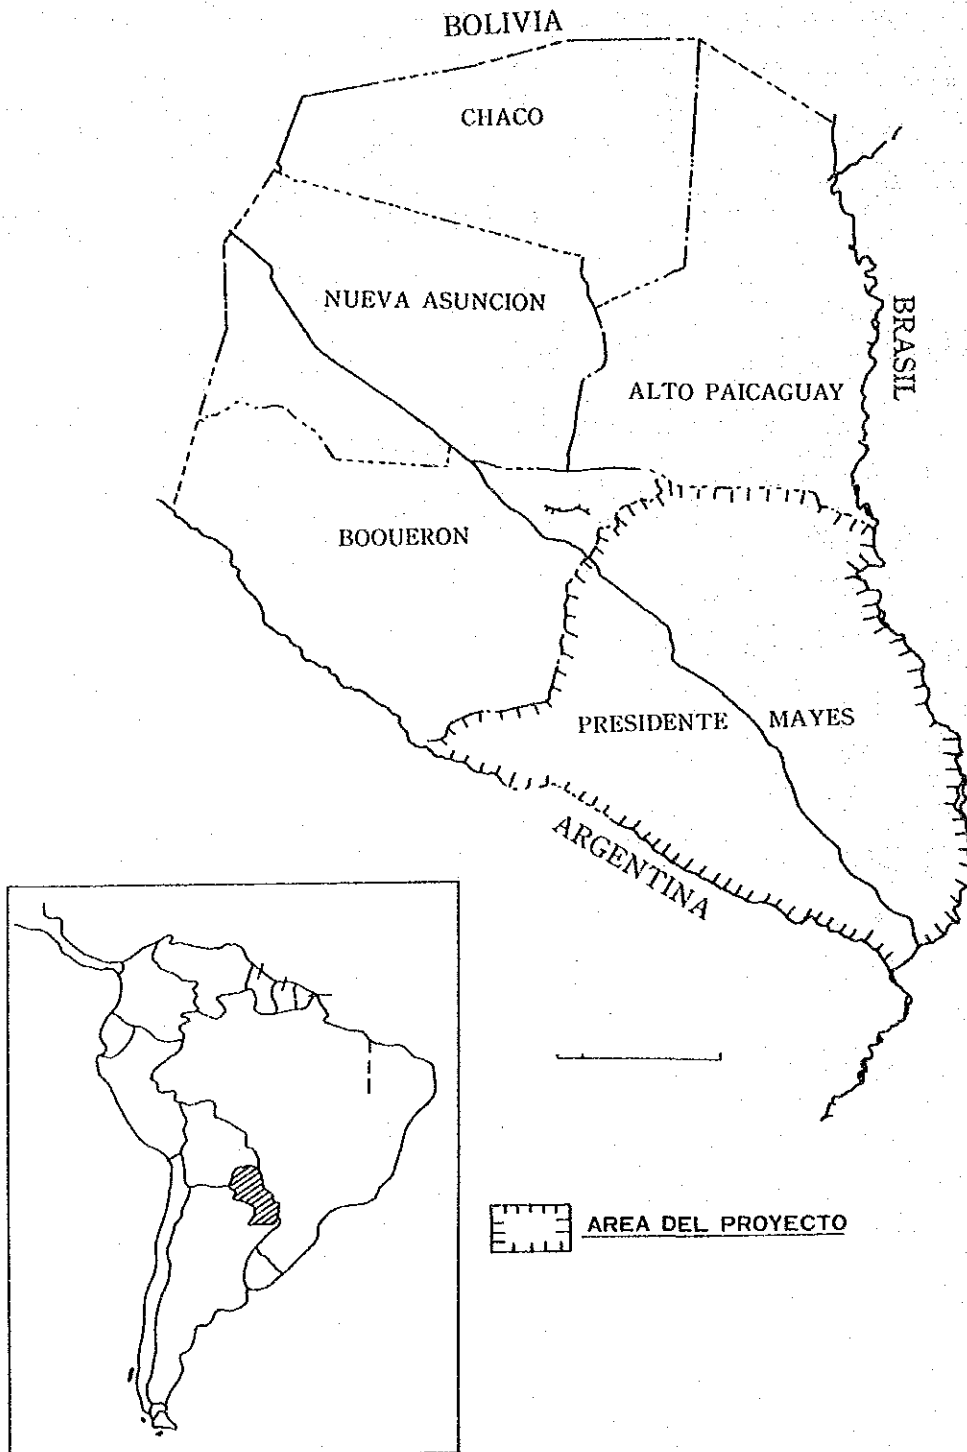 BOLIVIA
CHACO
NUEVA ASUNCION
BRASIL
ALTO PAICAGUAY
BOOUERON
PRESIDENTE MAYES
ARGENTINA
AREA DEL PROYECTO